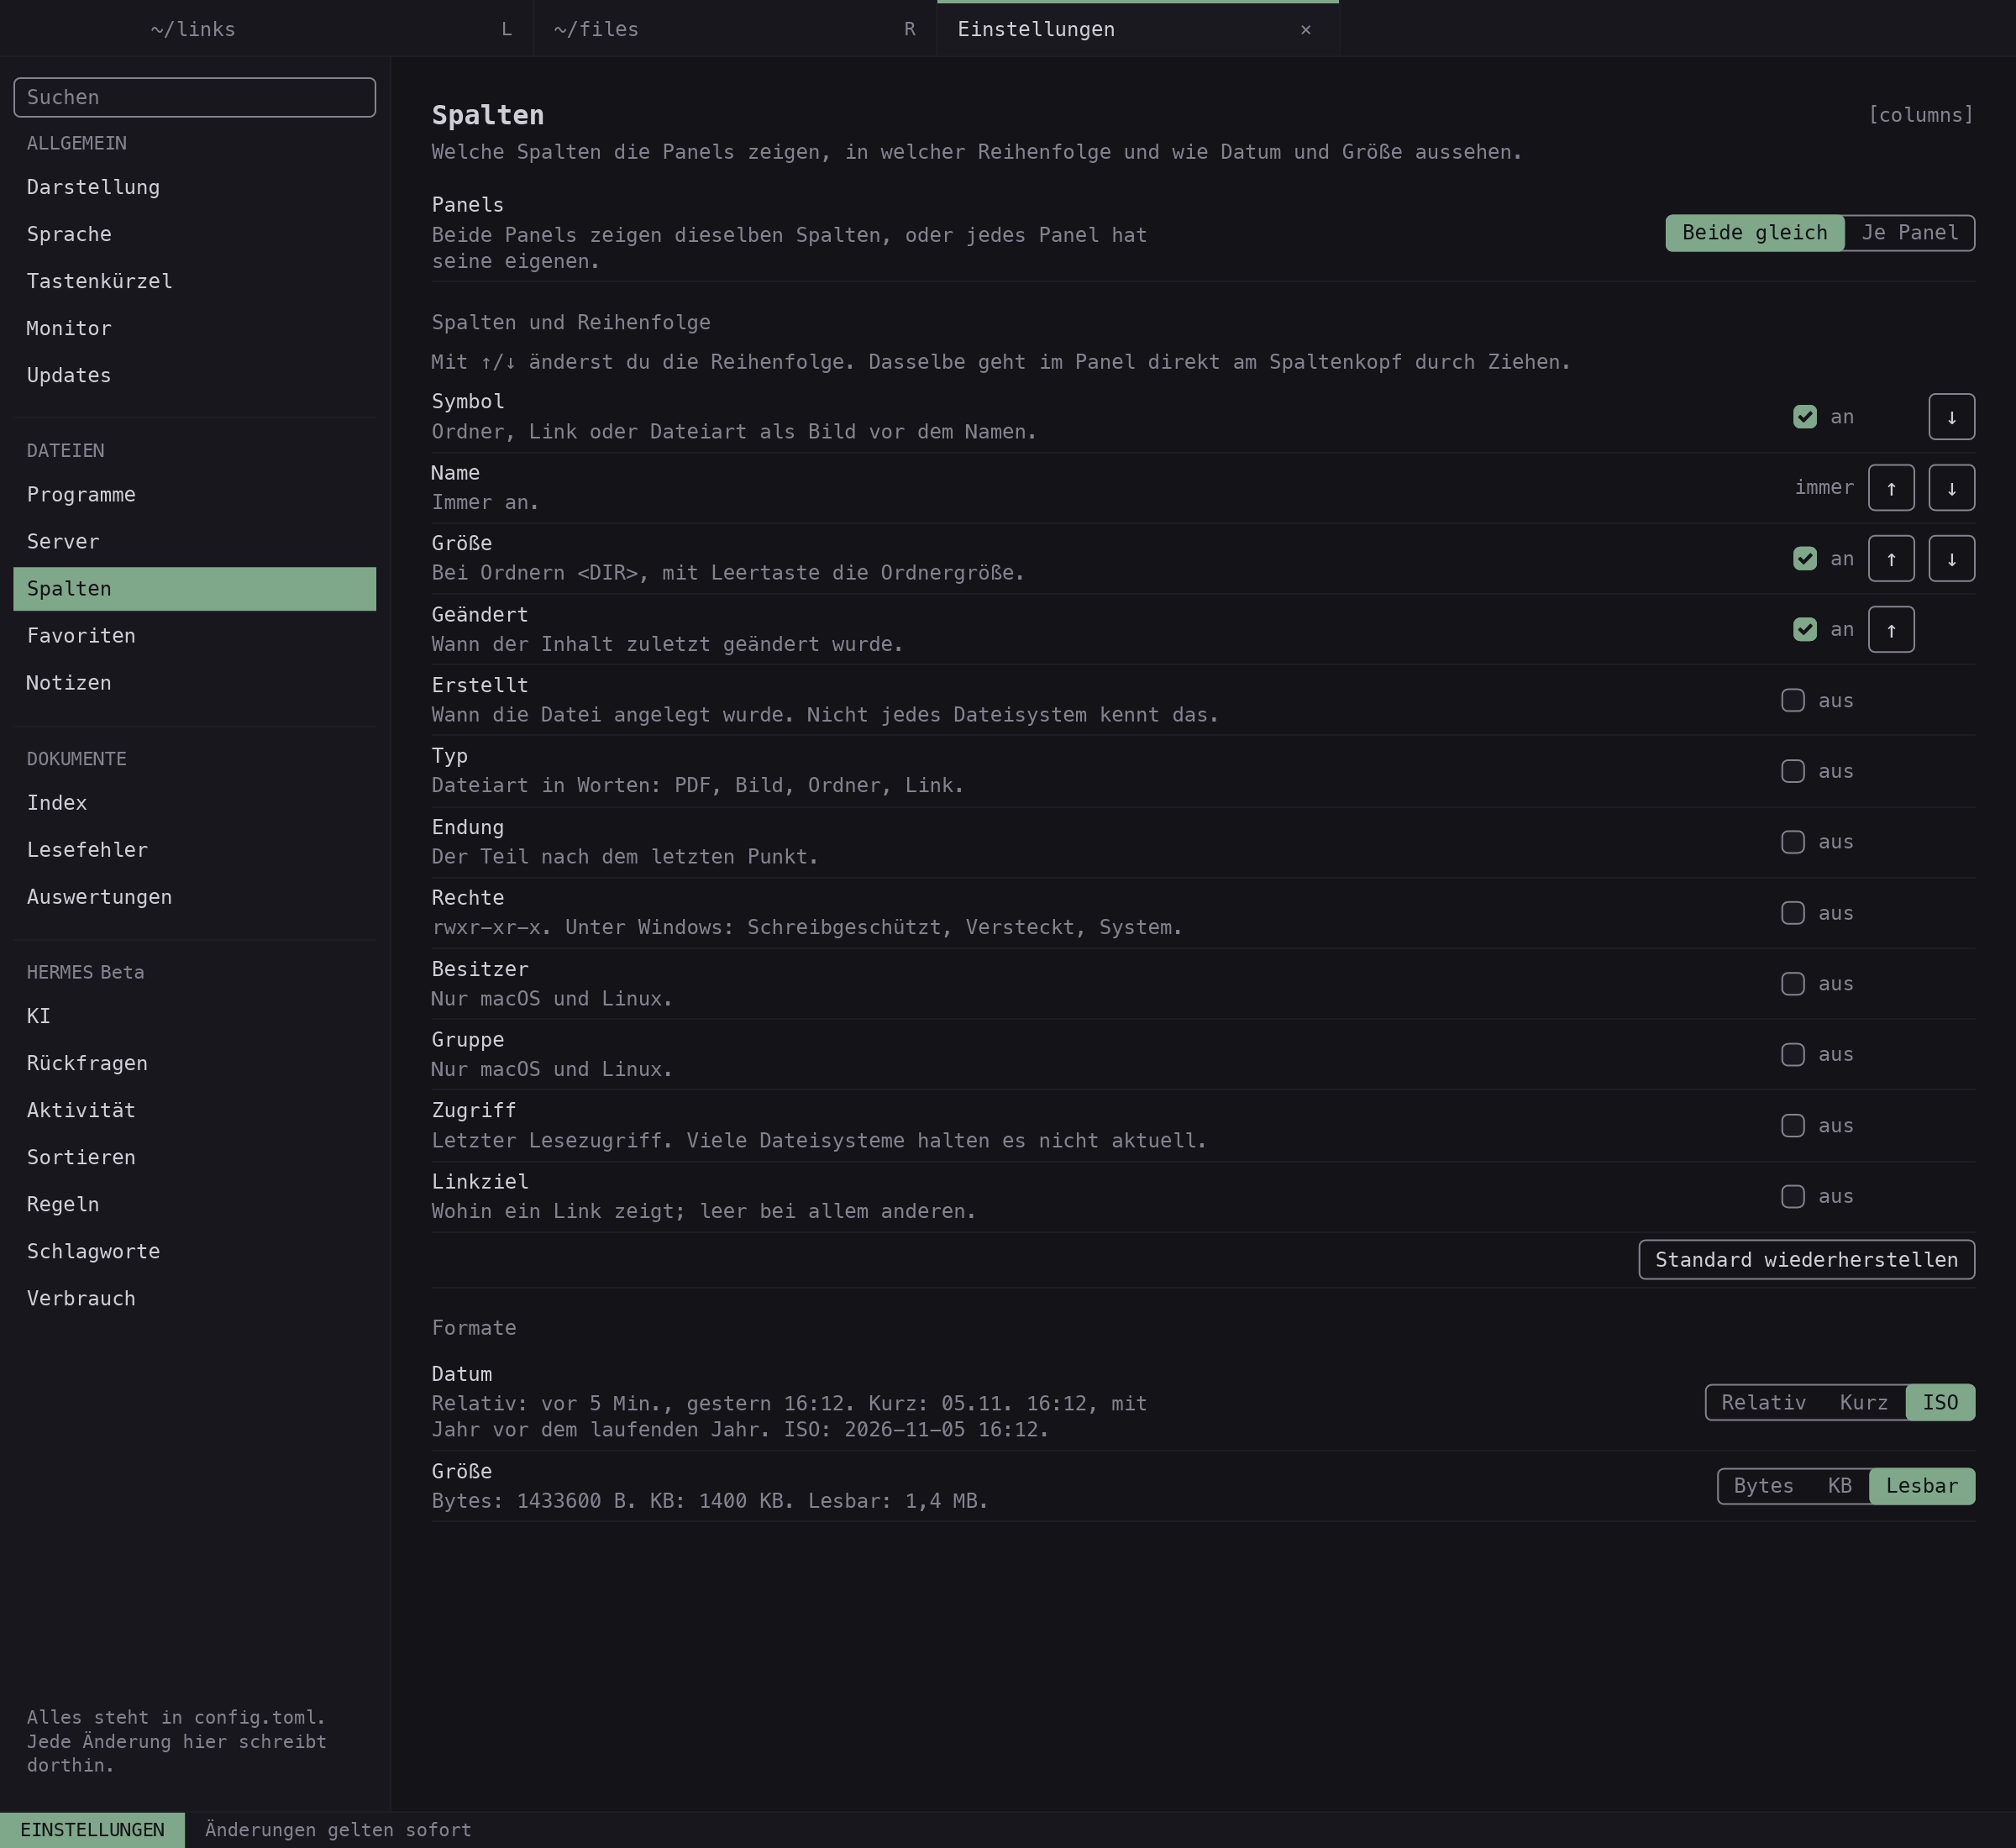 ~/links L ~/files R Einstellungen ×
Suchen
ALLGEMEIN
Darstellung
Sprache
Tastenkürzel
Monitor
Updates
DATEIEN
Programme
Server
Spalten
Favoriten
Notizen
DOKUMENTE
Index
Lesefehler
Auswertungen
HERMES Beta
KI
Rückfragen
Aktivität
Sortieren
Regeln
Schlagworte
Verbrauch
Alles steht in config.toml.
Jede Änderung hier schreibt
dorthin.
Spalten [columns]
Welche Spalten die Panels zeigen, in welcher Reihenfolge und wie Datum und Größe aussehen.
Panels
Beide Panels zeigen dieselben Spalten, oder jedes Panel hat
seine eigenen.
Beide gleich Je Panel
Spalten und Reihenfolge
Mit ↑/↓ änderst du die Reihenfolge. Dasselbe geht im Panel direkt am Spaltenkopf durch Ziehen.
Symbol
Ordner, Link oder Dateiart als Bild vor dem Namen.
an ↓
Name
Immer an.
immer ↑ ↓
Größe
Bei Ordnern <DIR>, mit Leertaste die Ordnergröße.
an ↑ ↓
Geändert
Wann der Inhalt zuletzt geändert wurde.
an ↑
Erstellt
Wann die Datei angelegt wurde. Nicht jedes Dateisystem kennt das.
aus
Typ
Dateiart in Worten: PDF, Bild, Ordner, Link.
aus
Endung
Der Teil nach dem letzten Punkt.
aus
Rechte
rwxr-xr-x. Unter Windows: Schreibgeschützt, Versteckt, System.
aus
Besitzer
Nur macOS und Linux.
aus
Gruppe
Nur macOS und Linux.
aus
Zugriff
Letzter Lesezugriff. Viele Dateisysteme halten es nicht aktuell.
aus
Linkziel
Wohin ein Link zeigt; leer bei allem anderen.
aus
Standard wiederherstellen
Formate
Datum
Relativ: vor 5 Min., gestern 16:12. Kurz: 05.11. 16:12, mit
Jahr vor dem laufenden Jahr. ISO: 2026-11-05 16:12.
Relativ Kurz ISO
Größe
Bytes: 1433600 B. KB: 1400 KB. Lesbar: 1,4 MB.
Bytes KB Lesbar
EINSTELLUNGEN Änderungen gelten sofort